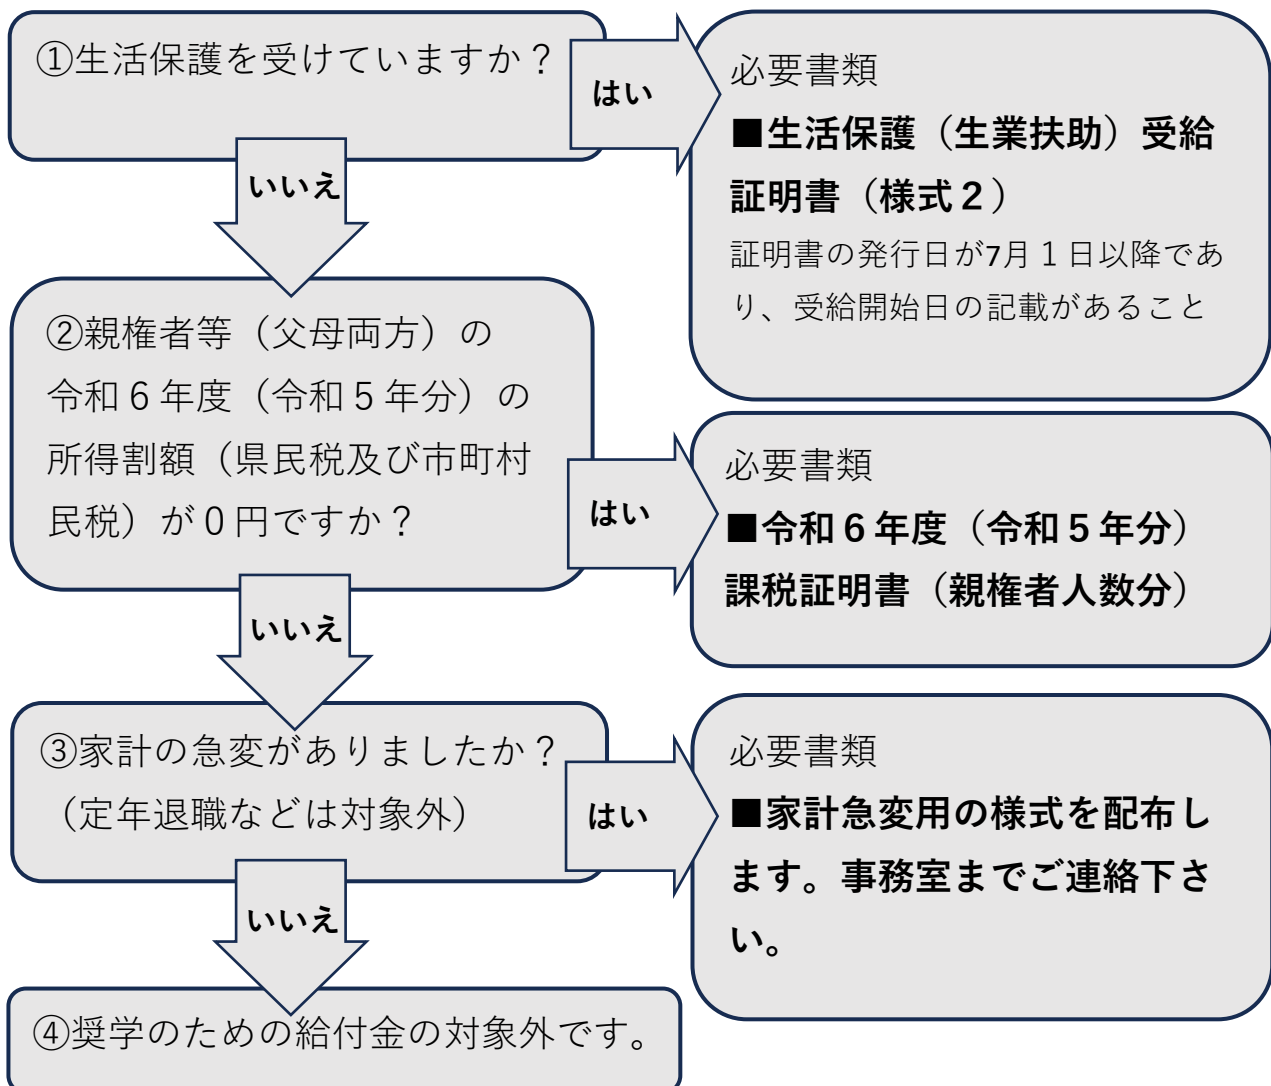 ①生活保護を受けていますか？
はい
必要書類
■生活保護（生業扶助）受給
証明書（様式２）
証明書の発行日が7月１日以降であ
り、受給開始日の記載があること
いいえ
②親権者等（父母両方）の
令和６年度（令和５年分）の
所得割額（県民税及び市町村
民税）が０円ですか？
はい
必要書類
■令和６年度（令和５年分）
課税証明書（親権者人数分）
いいえ
③家計の急変がありましたか？
（定年退職などは対象外）
はい
必要書類
■家計急変用の様式を配布し
ます。事務室までご連絡下さ
い。
いいえ
④奨学のための給付金の対象外です。